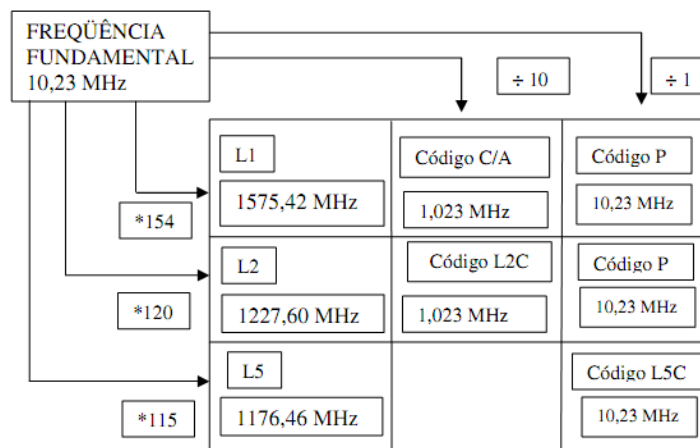 FREQÜÊNCIA
FUNDAMENTAL
10,23 MHz
÷ 10
÷ 1
L1
Código C/A
Código P
1575,42 MHz
1,023 MHz
10,23 MHz
*154
L2
Código L2C
Código P
1227,60 MHz
1,023 MHz
10,23 MHz
*120
L5
Código L5C
1176,46 MHz
10,23 MHz
*115